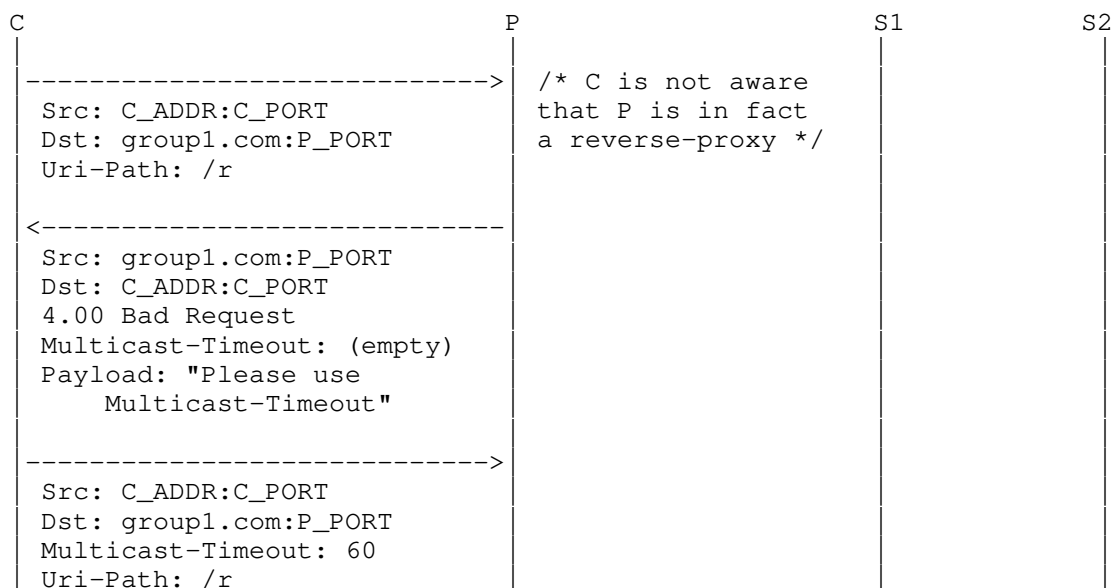 C                              P                      S1            S2
|                              |                      |             |
|----------------------------->| /* C is not aware    |             |
| Src: C_ADDR:C_PORT           | that P is in fact    |             |
| Dst: group1.com:P_PORT       | a reverse-proxy */   |             |
| Uri-Path: /r                 |                      |             |
|                              |                      |             |
|<-----------------------------|                      |             |
| Src: group1.com:P_PORT       |                      |             |
| Dst: C_ADDR:C_PORT           |                      |             |
| 4.00 Bad Request             |                      |             |
| Multicast-Timeout: (empty)   |                      |             |
| Payload: "Please use         |                      |             |
|     Multicast-Timeout"       |                      |             |
|                              |                      |             |
|----------------------------->|                      |             |
| Src: C_ADDR:C_PORT           |                      |             |
| Dst: group1.com:P_PORT       |                      |             |
| Multicast-Timeout: 60        |                      |             |
| Uri-Path: /r                 |                      |             |